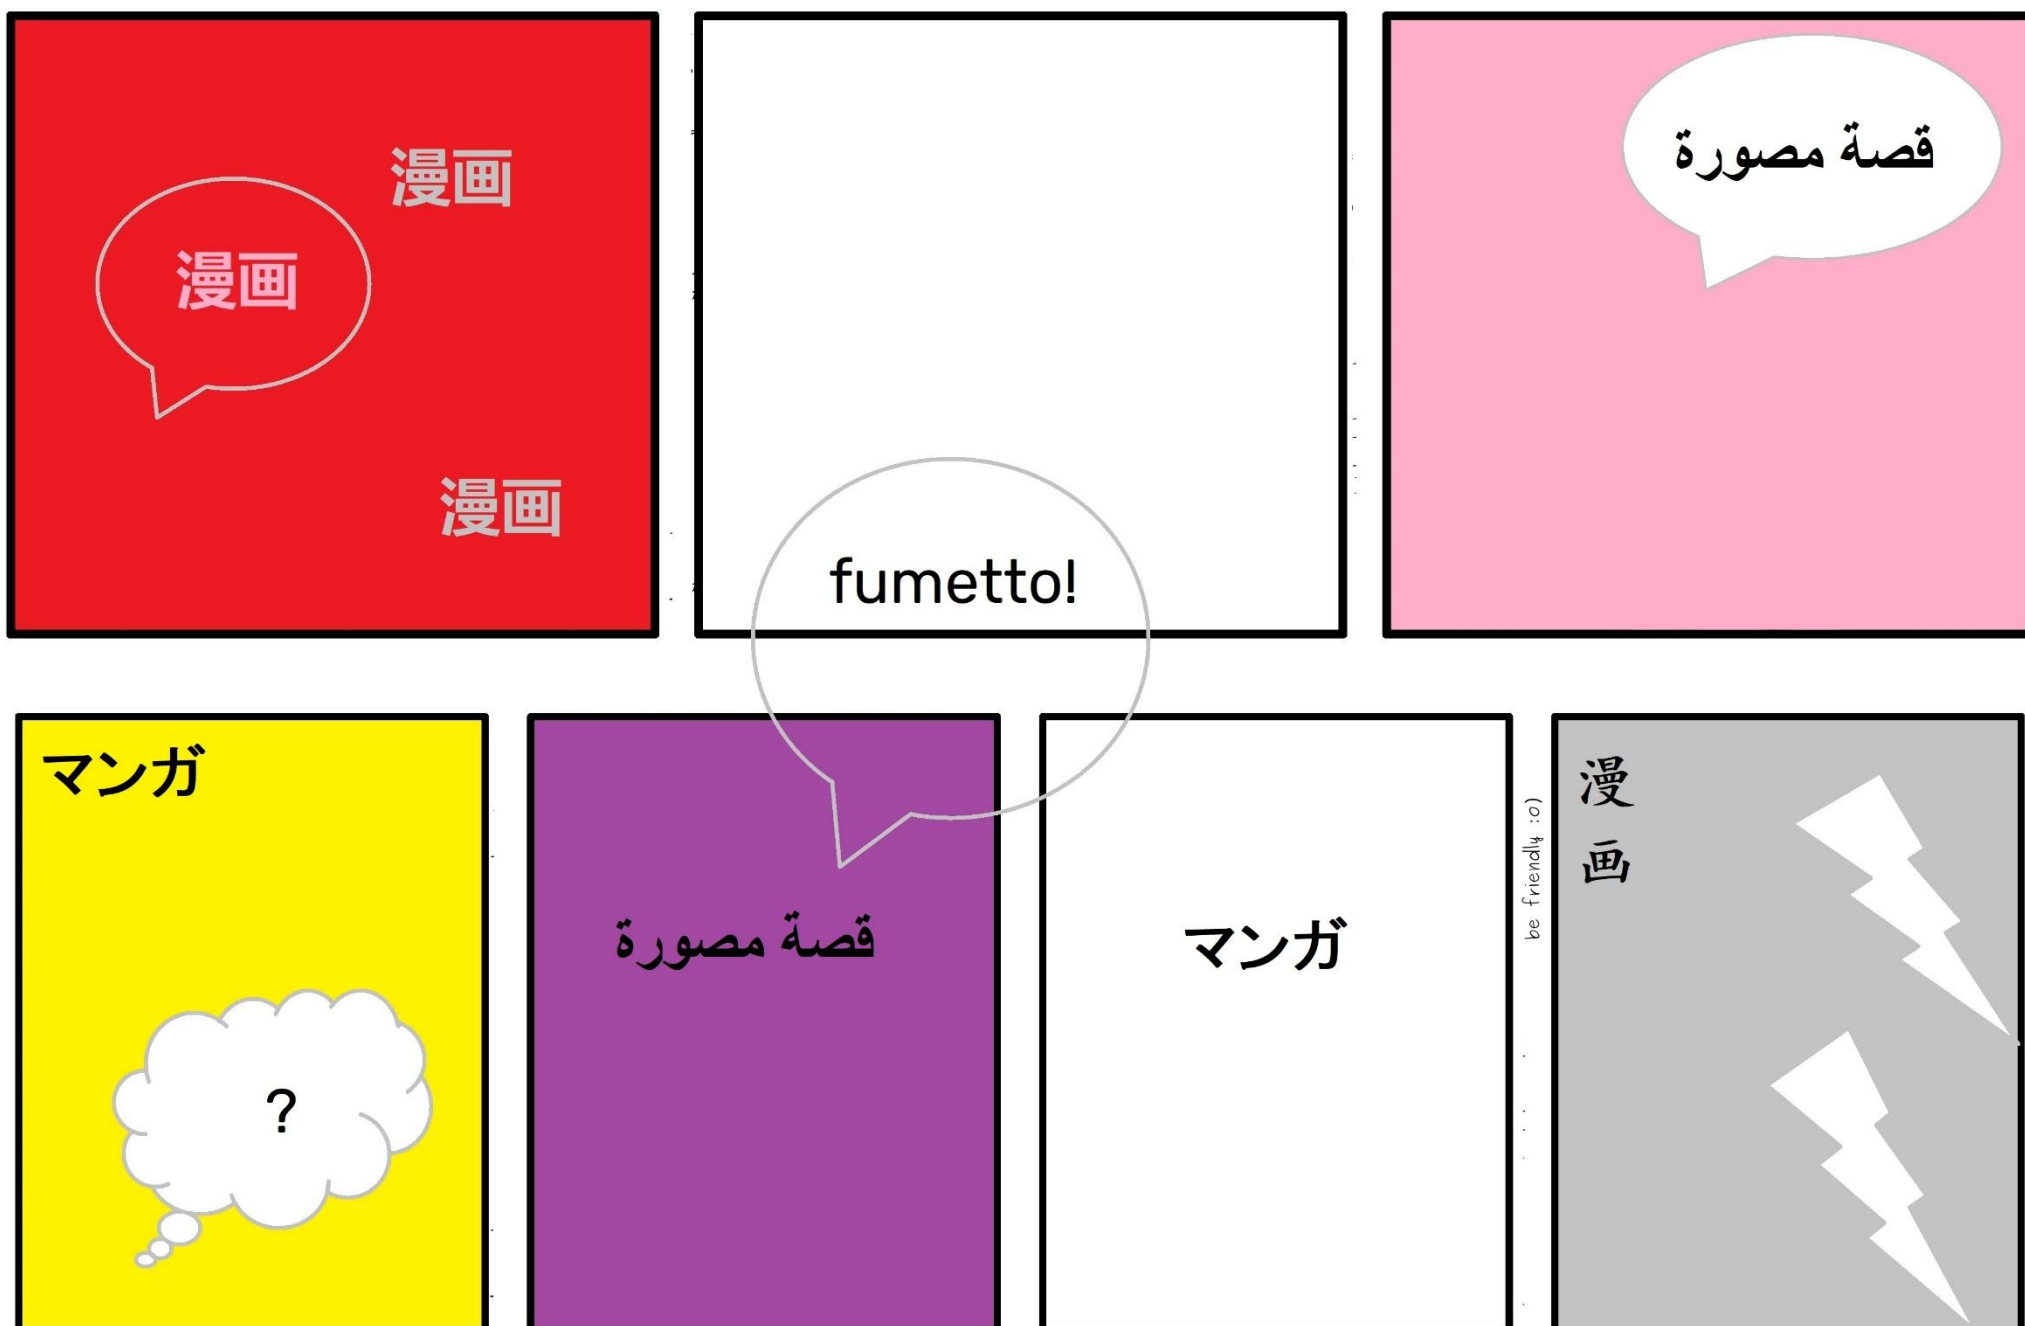 漫画
漫画
漫画
fumetto!
قصة مصورة
マンガ
?
قصة مصورة
マンガ
be friendly :o)
漫
画